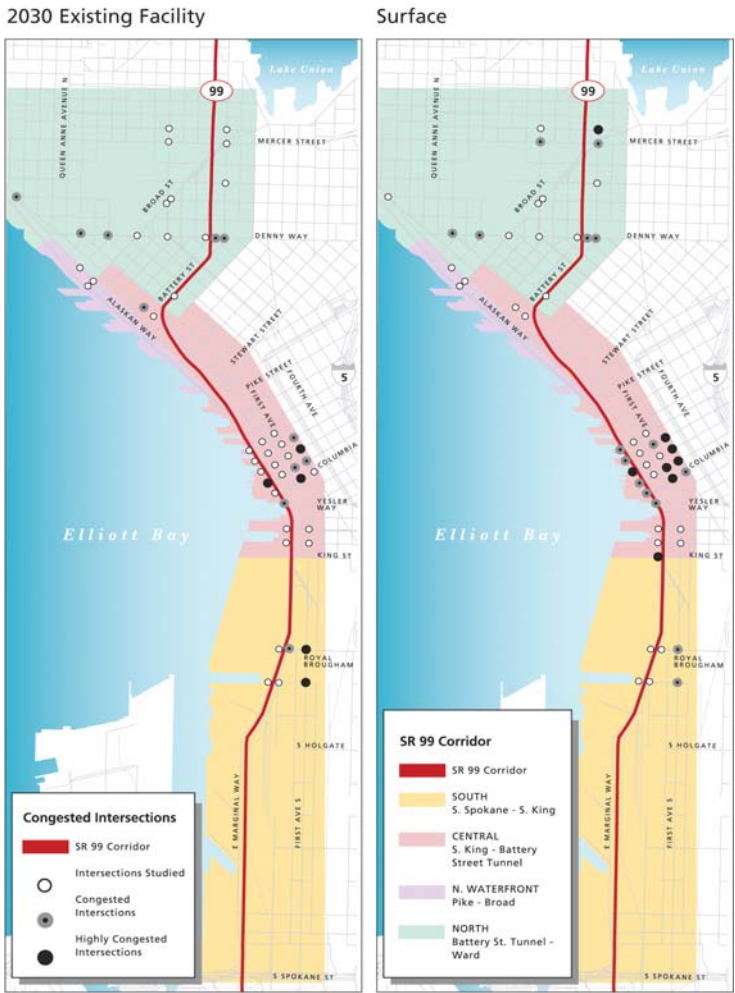 2030 Existing Facility
Lake Union
99
QUEEN ANNE AVENUE N
MERCER STREET
BROAD ST
DENNY WAY
BATTERY ST
ALASKAN WAY
STEWART STREET
PIKE STREET
FOURTH AVE
FIRST AVE
5
COLUMBIA
YESLER
WAY
Elliott Bay
KING ST
ROYAL
BROUGHAM
S HOLGATE
E MARGINAL WAY
FIRST AVE S
S SPOKANE ST
Congested Intersections
SR 99 Corridor
Intersections Studied
Congested
Intersctions
Highly Congested
Intersections
Surface
Lake Union
99
QUEEN ANNE AVENUE N
MERCER STREET
BROAD ST
DENNY WAY
BATTERY ST
ALASKAN WAY
STEWART STREET
PIKE STREET
FOURTH AVE
FIRST AVE
5
COLUMBIA
YESLER
WAY
Elliott Bay
KING ST
ROYAL
BROUGHAM
S HOLGATE
E MARGINAL WAY
FIRST AVE S
S SPOKANE ST
SR 99 Corridor
SR 99 Corridor
SOUTH
S. Spokane - S. King
CENTRAL
S. King - Battery
Street Tunnel
N. WATERFRONT
Pike - Broad
NORTH
Battery St. Tunnel -
Ward